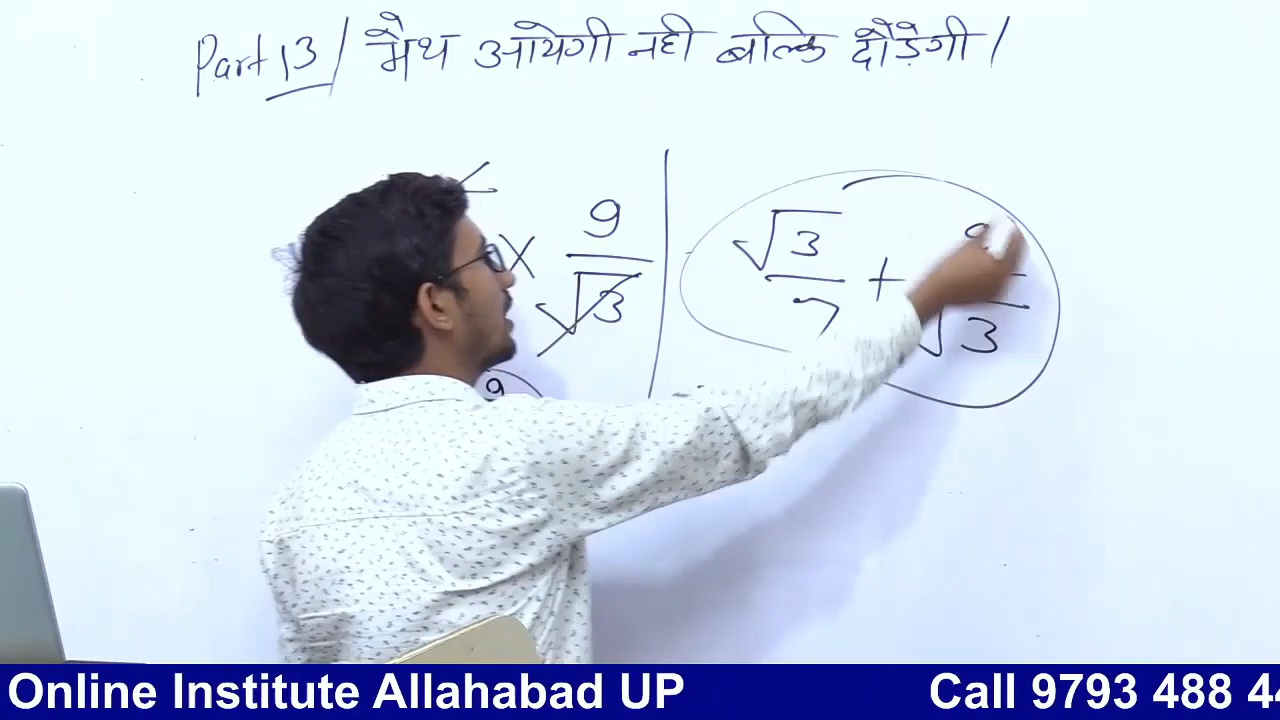 Part 13/ मैथ आयेगी नही बल्कि दौड़ेगी /
× 9/√3
√3/7 + 9/√3
9
Online Institute Allahabad UP
Call 9793 488 44